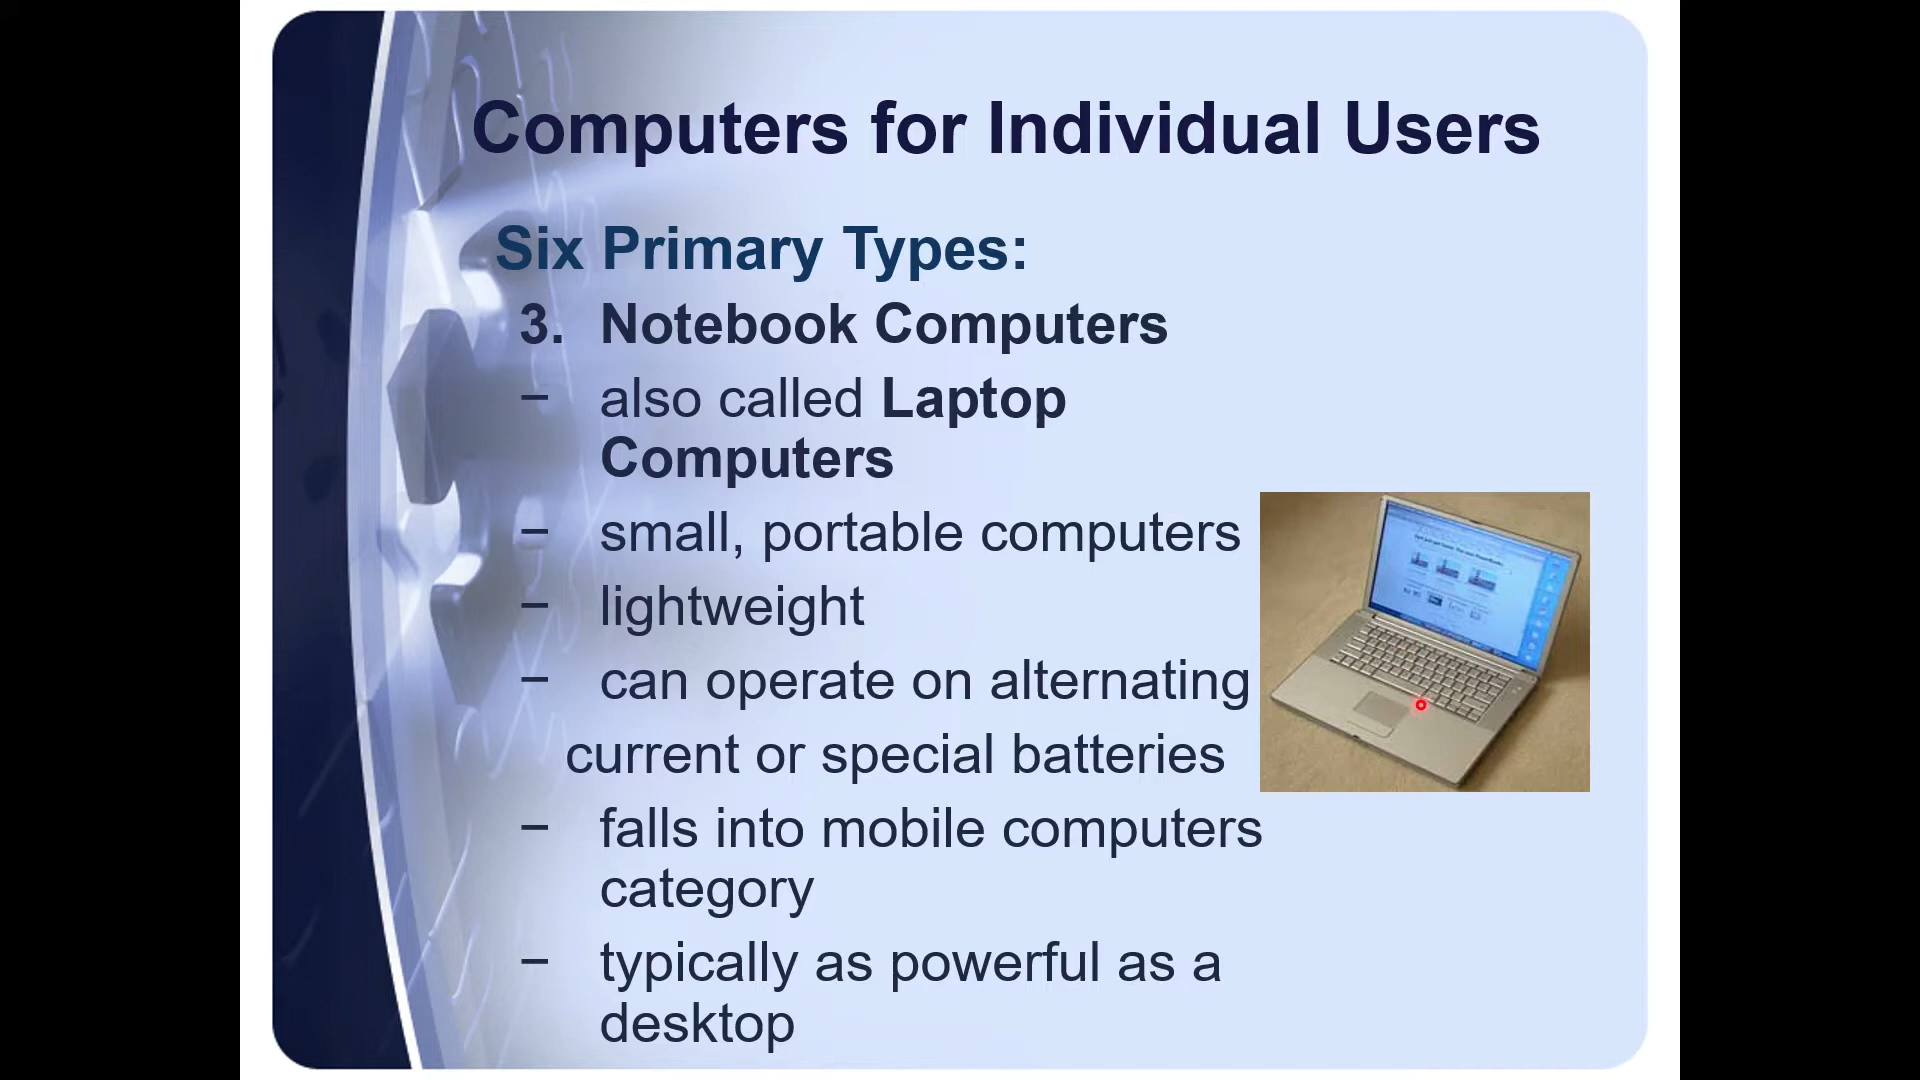 Computers for Individual Users
Six Primary Types:
3. Notebook Computers
– also called Laptop
Computers
– small, portable computers
– lightweight
– can operate on alternating
current or special batteries
– falls into mobile computers
category
– typically as powerful as a
desktop